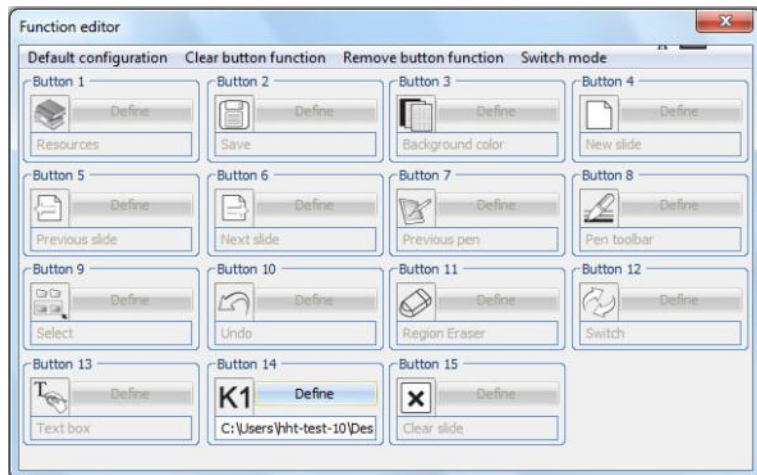 Function editor
Default configuration Clear button function Remove button function Switch mode
Button 1 Button 2 Button 3 Button 4
Define Define Define Define
Resources Save Background color New slide
Button 5 Button 6 Button 7 Button 8
Define Define Define Define
Previous slide Next slide Previous pen Pen toolbar
Button 9 Button 10 Button 11 Button 12
Define Define Define Define
Select Undo Region Eraser Switch
Button 13 Button 14 Button 15
T Define K1 Define Define
Text box C:\Users\hht-test-10\Des Clear slide